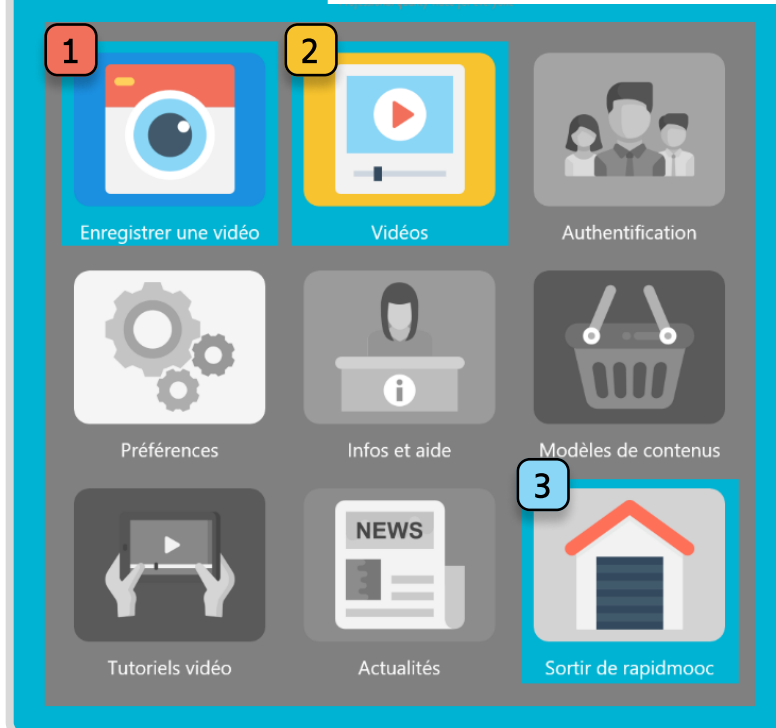 1
2
Enregistrer une vidéo
Vidéos
Authentification
Préférences
Infos et aide
Modèles de contenus
3
NEWS
Tutoriels vidéo
Actualités
Sortir de rapidmooc